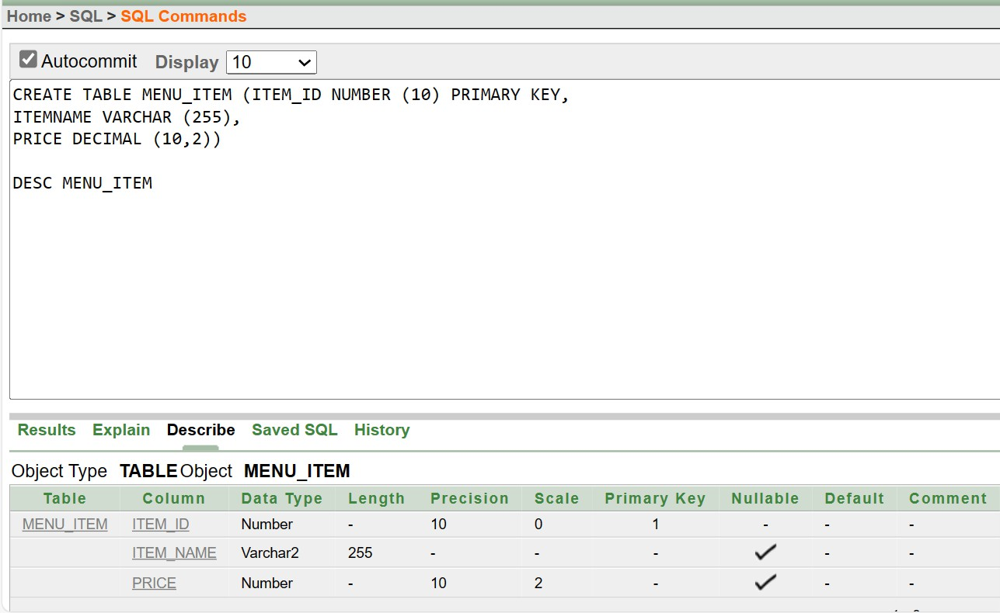 Home > SQL > SQL Commands
Autocommit Display 10
CREATE TABLE MENU_ITEM (ITEM_ID NUMBER (10) PRIMARY KEY,
ITEMNAME VARCHAR (255),
PRICE DECIMAL (10,2))
DESC MENU_ITEM
Results Explain Describe Saved SQL History
Object Type TABLE Object MENU_ITEM
Table Column Data Type Length Precision Scale Primary Key Nullable Default Comment
MENU_ITEM ITEM_ID Number - 10 0 1 - - -
ITEM_NAME Varchar2 255 - - - ✓ - -
PRICE Number - 10 2 - ✓ - -